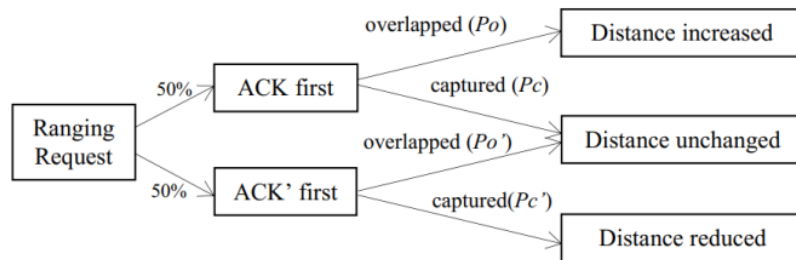 overlapped (Po)
Distance increased
50%
ACK first
captured (Pc)
Ranging
Request
overlapped (Po’)
Distance unchanged
50%
ACK’ first
captured(Pc’)
Distance reduced